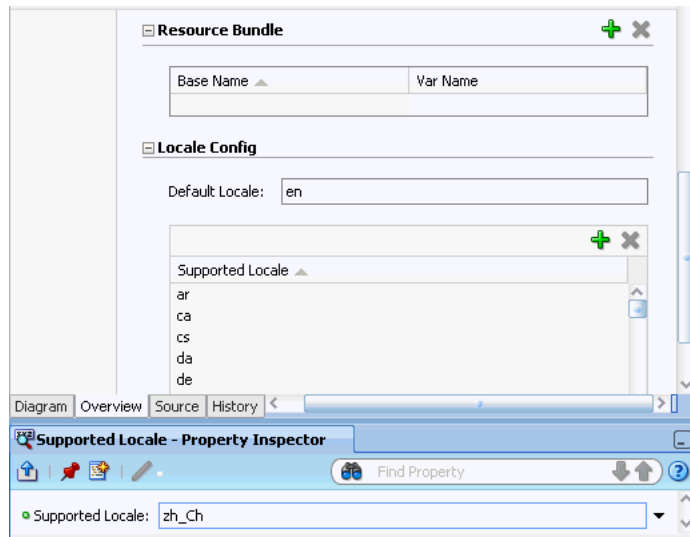 Resource Bundle
Base Name Var Name
Locale Config
Default Locale: en
Supported Locale
ar
ca
cs
da
de
Diagram Overview Source History
Supported Locale - Property Inspector
Find Property
Supported Locale: zh_Ch